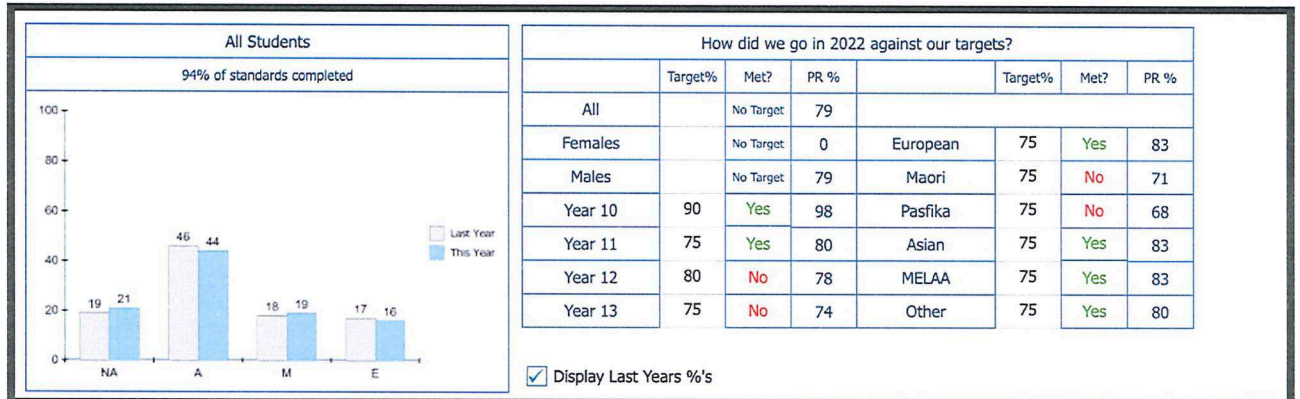 All Students
94% of standards completed
100
80
60
40
20
0
19 21
46 44
18 19
17 16
NA A M E
Last Year
This Year
How did we go in 2022 against our targets?
Target% Met? PR % Target% Met? PR %
All No Target 79
Females No Target 0 European 75 Yes 83
Males No Target 79 Maori 75 No 71
Year 10 90 Yes 98 Pasfika 75 No 68
Year 11 75 Yes 80 Asian 75 Yes 83
Year 12 80 No 78 MELAA 75 Yes 83
Year 13 75 No 74 Other 75 Yes 80
Display Last Years %'s